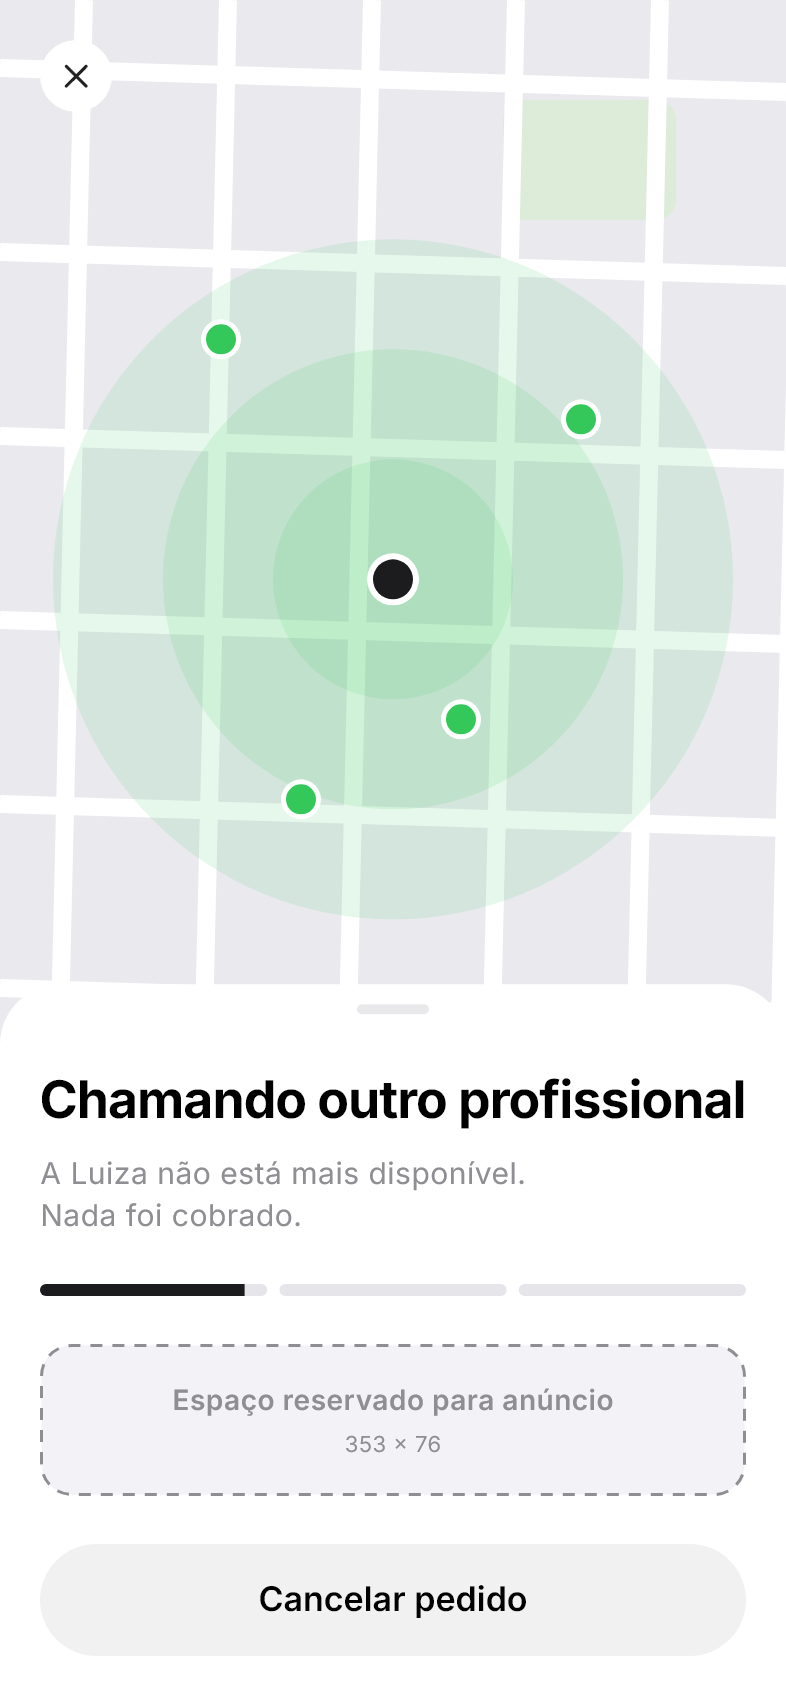 Chamando outro profissional
A Luiza não está mais disponível.
Nada foi cobrado.
Espaço reservado para anúncio
353 × 76
Cancelar pedido